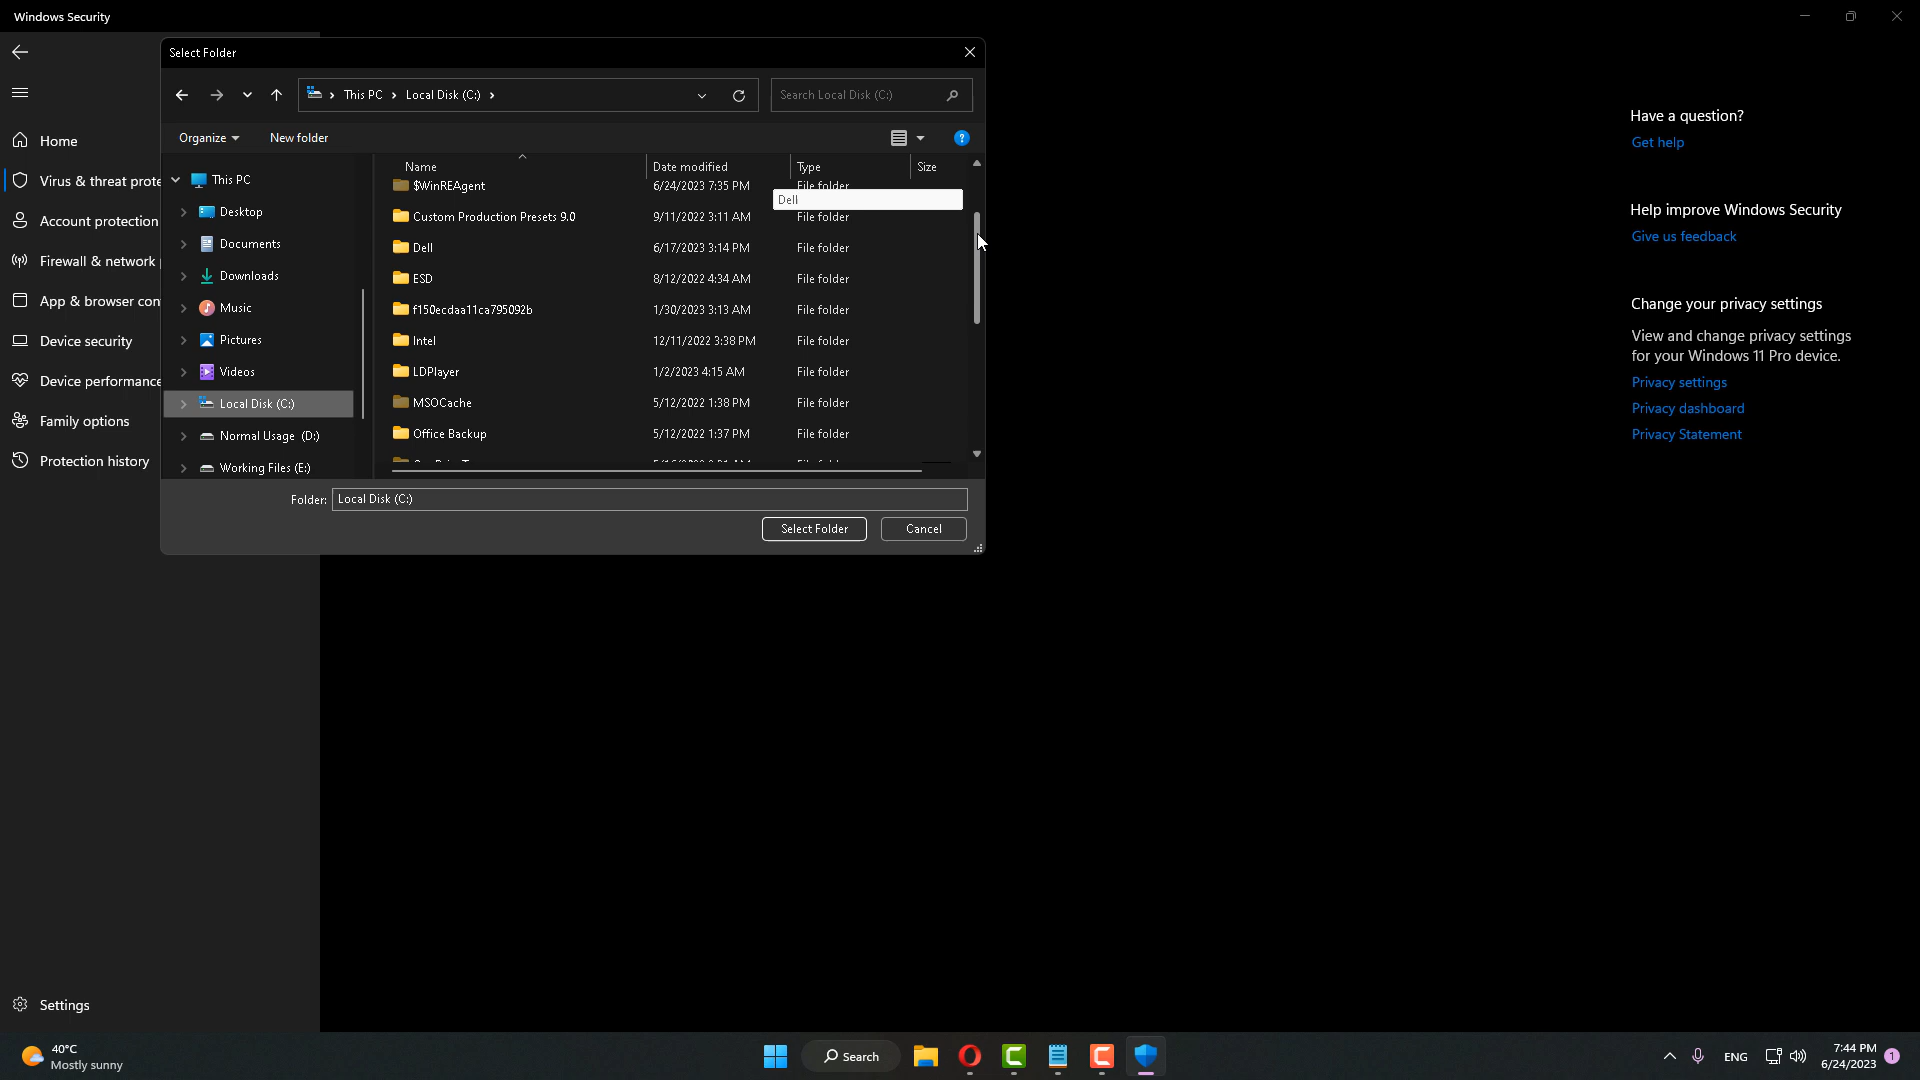 Windows Security
Select Folder
This PC > Local Disk (C:) >
Search Local Disk (C:)
Organize
New folder
Home
Virus & threat prote
Account protection
Firewall & network
App & browser con
Device security
Device performance
Family options
Protection history
Settings
This PC
Desktop
Documents
Downloads
Music
Pictures
Videos
Local Disk (C:)
Normal Usage (D:)
Working Files (E:)
Name Date modified Type Size
$WinREAgent 6/24/2023 7:35 PM File folder
Dell
Custom Production Presets 9.0 9/11/2022 3:11 AM File folder
Dell 6/17/2023 3:14 PM File folder
ESD 8/12/2022 4:34 AM File folder
f150ecdaa11ca795092b 1/30/2023 3:13 AM File folder
Intel 12/11/2022 3:38 PM File folder
LDPlayer 1/2/2023 4:15 AM File folder
MSOCache 5/12/2022 1:38 PM File folder
Office Backup 5/12/2022 1:37 PM File folder
Folder: Local Disk (C:)
Select Folder
Cancel
Have a question?
Get help
Help improve Windows Security
Give us feedback
Change your privacy settings
View and change privacy settings
for your Windows 11 Pro device.
Privacy settings
Privacy dashboard
Privacy Statement
40°C
Mostly sunny
Search
ENG
7:44 PM
6/24/2023
1